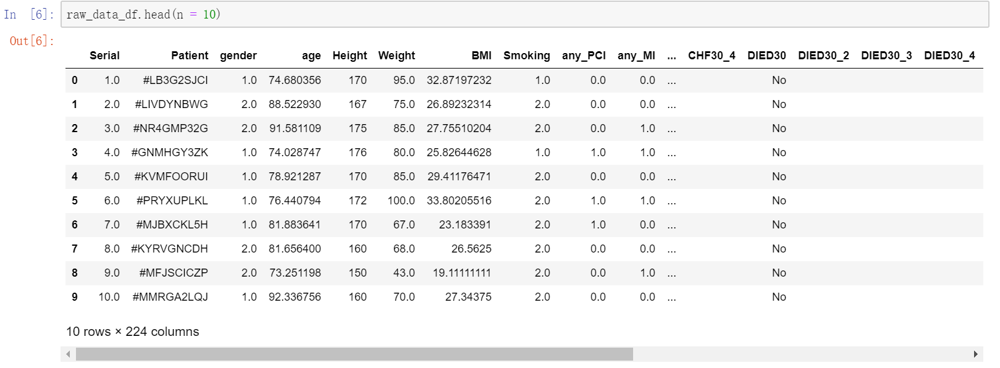 In [6]: raw_data_df.head(n = 10)
Out[6]:
Serial Patient gender age Height Weight BMI Smoking any_PCI any_MI ... CHF30_4 DIED30 DIED30_2 DIED30_3 DIED30_4
0 1.0 #LB3G2SJCI 1.0 74.680356 170 95.0 32.87197232 1.0 0.0 0.0 ... No
1 2.0 #LIVDYNBWG 2.0 88.522930 167 75.0 26.89232314 2.0 0.0 0.0 ... No
2 3.0 #NR4GMP32G 2.0 91.581109 175 85.0 27.75510204 2.0 0.0 1.0 ... No
3 4.0 #GNMHGY3ZK 1.0 74.028747 176 80.0 25.82644628 1.0 1.0 1.0 ... No
4 5.0 #KVMFOORUI 1.0 78.921287 170 85.0 29.41176471 2.0 0.0 0.0 ... No
5 6.0 #PRYXUPLKL 1.0 76.440794 172 100.0 33.80205516 2.0 1.0 1.0 ... No
6 7.0 #MJBXCKL5H 1.0 81.883641 170 67.0 23.183391 2.0 1.0 0.0 ... No
7 8.0 #KYRVGNCDH 2.0 81.656400 160 68.0 26.5625 2.0 0.0 0.0 ... No
8 9.0 #MFJSCICZP 2.0 73.251198 150 43.0 19.11111111 2.0 0.0 1.0 ... No
9 10.0 #MMRGA2LQJ 1.0 92.336756 160 70.0 27.34375 2.0 0.0 0.0 ... No
10 rows × 224 columns